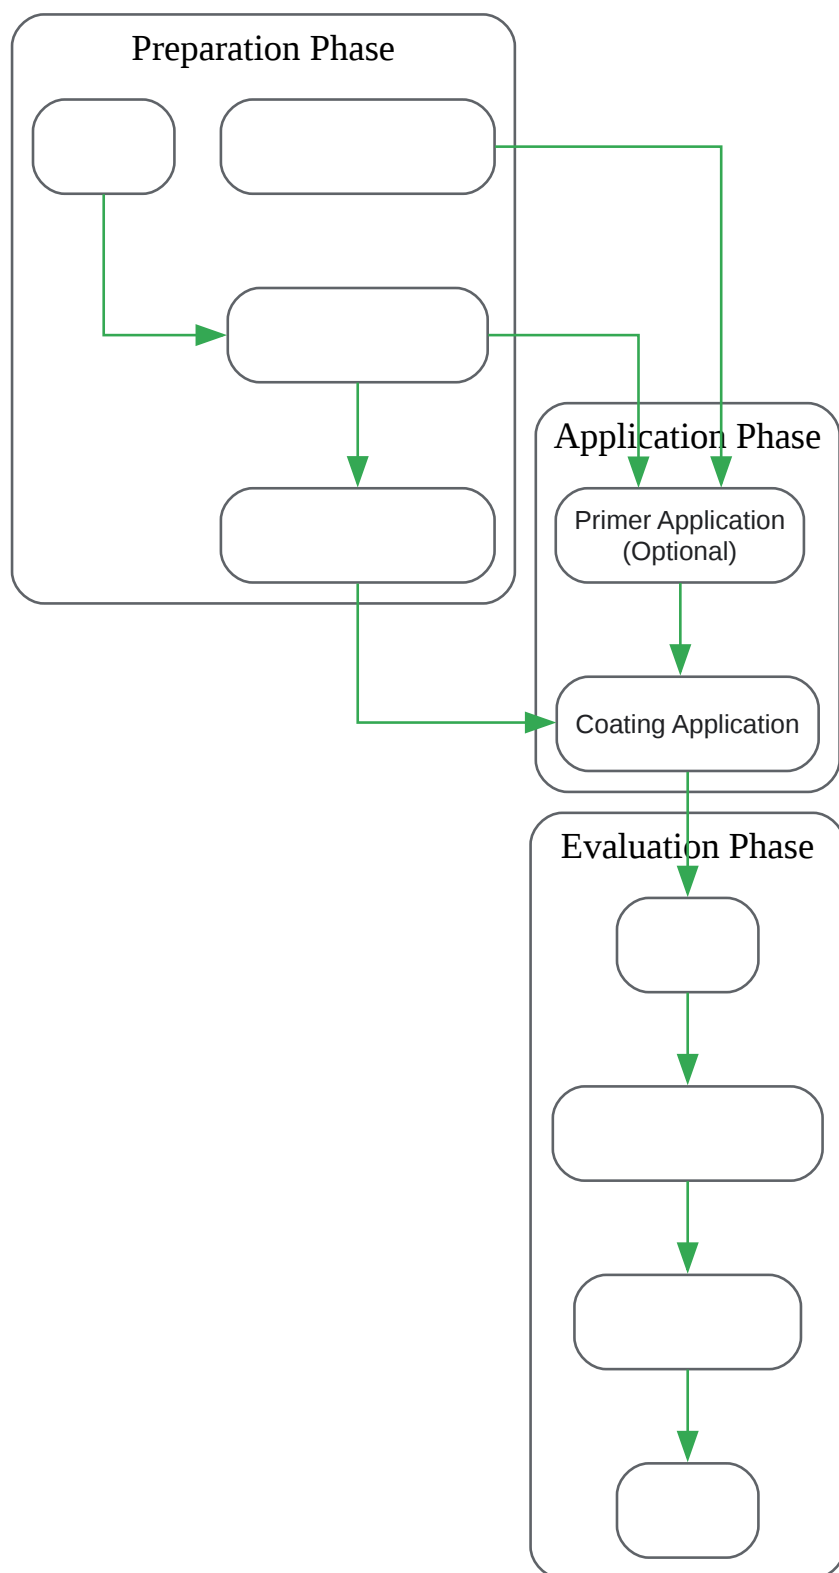 Preparation Phase
Application Phase
Primer Application
(Optional)
Coating Application
Evaluation Phase